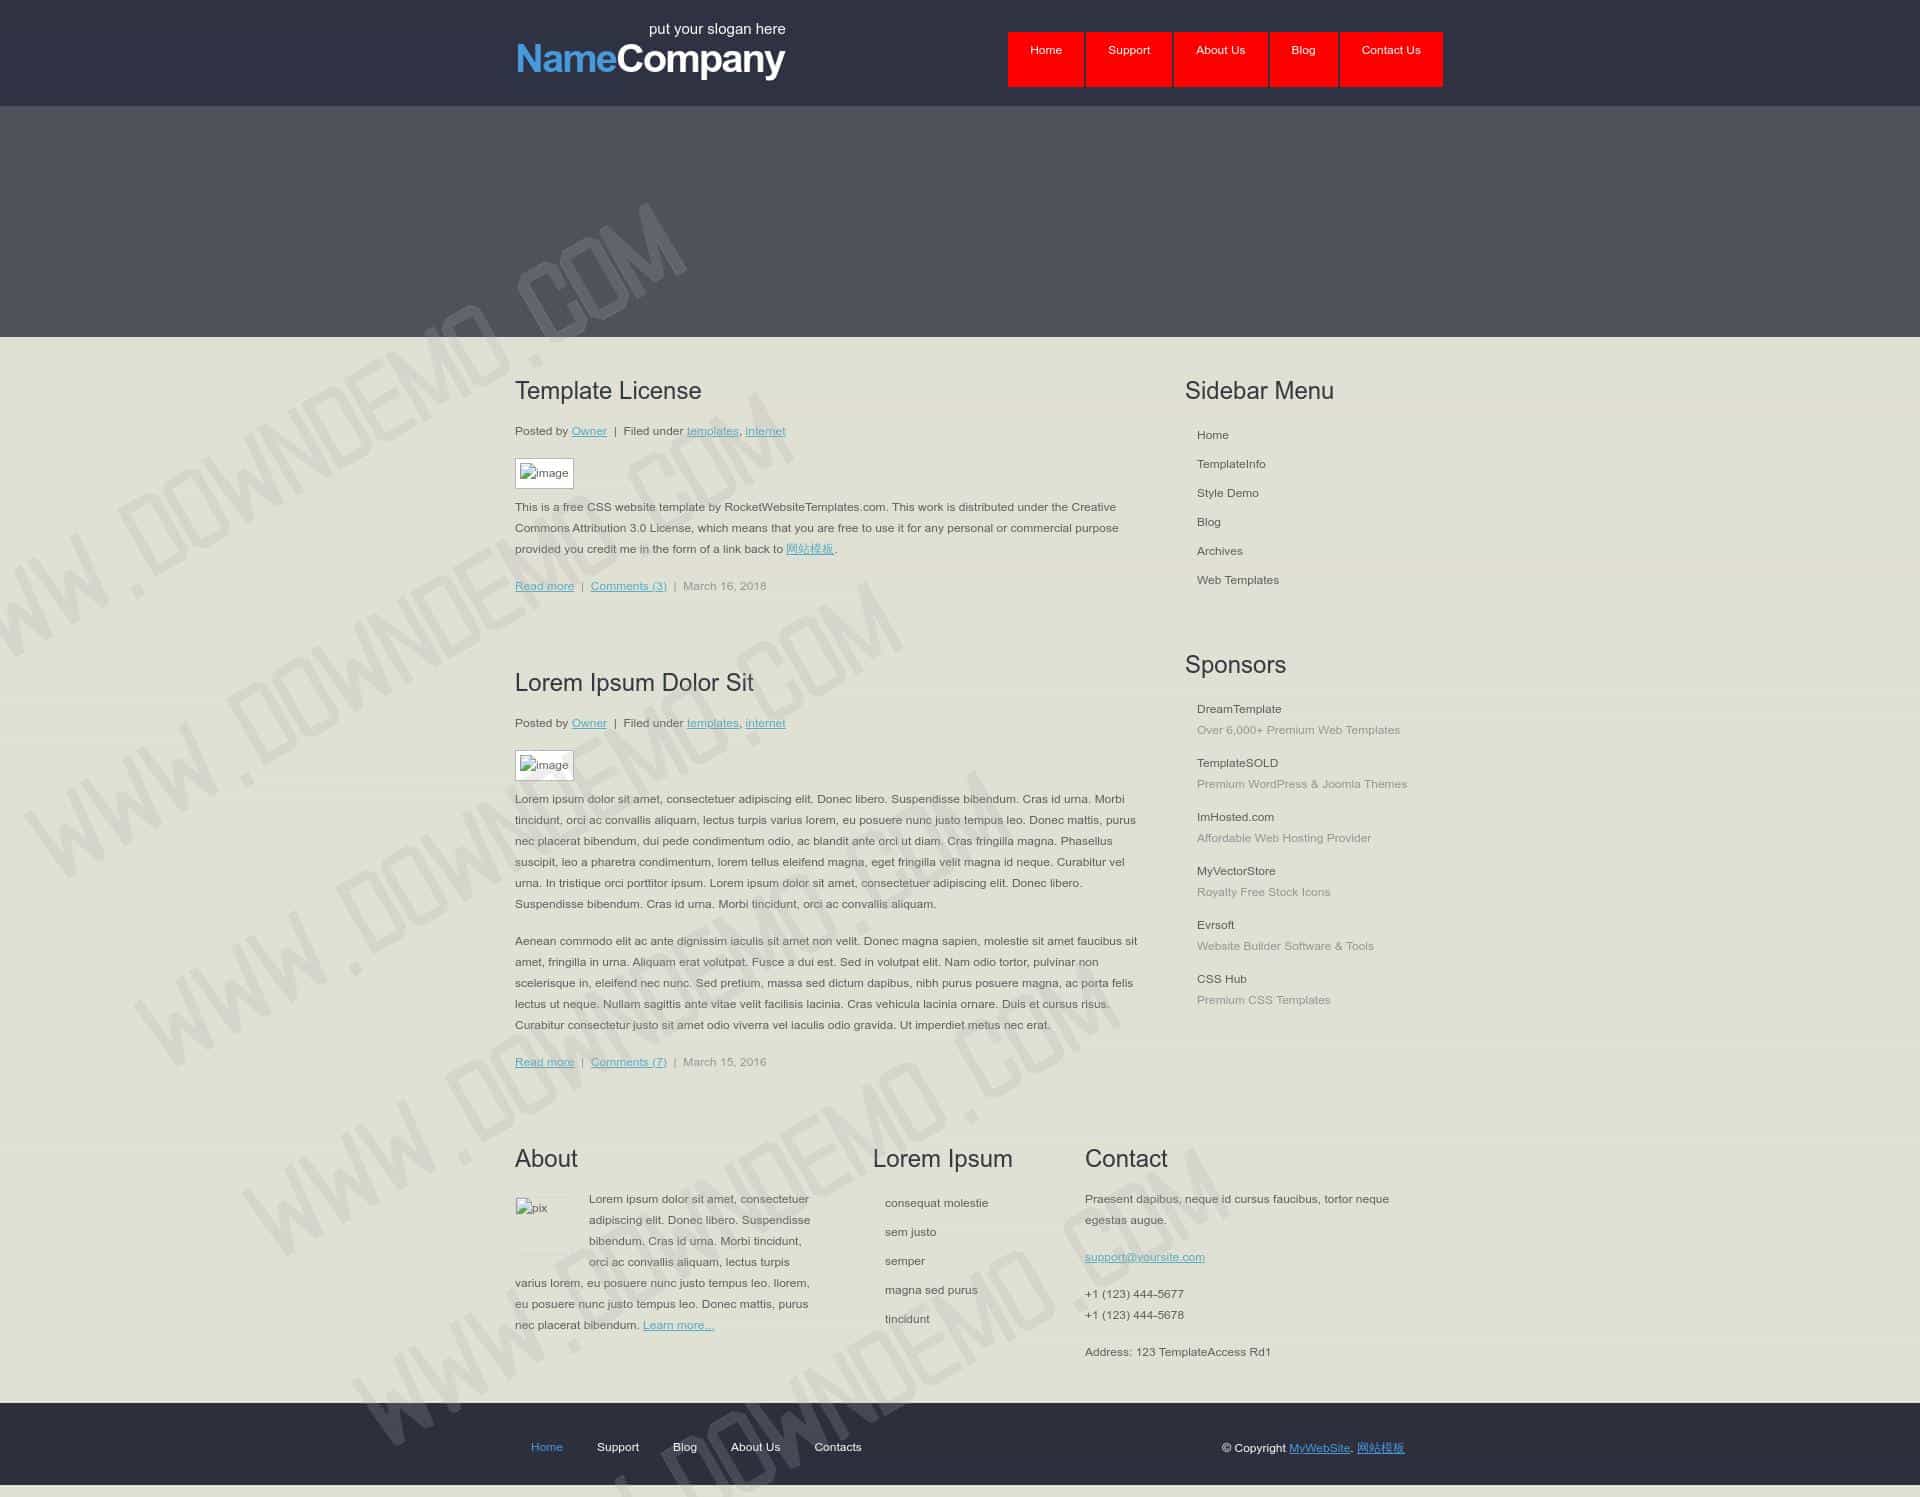 put your slogan here
NameCompany
Home
Support
About Us
Blog
Contact Us
Template License
Posted by Owner | Filed under templates, internet
image
This is a free CSS website template by RocketWebsiteTemplates.com. This work is distributed under the Creative
Commons Attribution 3.0 License, which means that you are free to use it for any personal or commercial purpose
provided you credit me in the form of a link back to 网站模板.
Read more | Comments (3) | March 16, 2018
Lorem Ipsum Dolor Sit
Posted by Owner | Filed under templates, internet
image
Lorem ipsum dolor sit amet, consectetuer adipiscing elit. Donec libero. Suspendisse bibendum. Cras id urna. Morbi
tincidunt, orci ac convallis aliquam, lectus turpis varius lorem, eu posuere nunc justo tempus leo. Donec mattis, purus
nec placerat bibendum, dui pede condimentum odio, ac blandit ante orci ut diam. Cras fringilla magna. Phasellus
suscipit, leo a pharetra condimentum, lorem tellus eleifend magna, eget fringilla velit magna id neque. Curabitur vel
urna. In tristique orci porttitor ipsum. Lorem ipsum dolor sit amet, consectetuer adipiscing elit. Donec libero.
Suspendisse bibendum. Cras id urna. Morbi tincidunt, orci ac convallis aliquam.
Aenean commodo elit ac ante dignissim iaculis sit amet non velit. Donec magna sapien, molestie sit amet faucibus sit
amet, fringilla in urna. Aliquam erat volutpat. Fusce a dui est. Sed in volutpat elit. Nam odio tortor, pulvinar non
scelerisque in, eleifend nec nunc. Sed pretium, massa sed dictum dapibus, nibh purus posuere magna, ac porta felis
lectus ut neque. Nullam sagittis ante vitae velit facilisis lacinia. Cras vehicula lacinia ornare. Duis et cursus risus.
Curabitur consectetur justo sit amet odio viverra vel iaculis odio gravida. Ut imperdiet metus nec erat.
Read more | Comments (7) | March 15, 2016
Sidebar Menu
Home
TemplateInfo
Style Demo
Blog
Archives
Web Templates
Sponsors
DreamTemplate
Over 6,000+ Premium Web Templates
TemplateSOLD
Premium WordPress & Joomla Themes
ImHosted.com
Affordable Web Hosting Provider
MyVectorStore
Royalty Free Stock Icons
Evrsoft
Website Builder Software & Tools
CSS Hub
Premium CSS Templates
About
pix
Lorem ipsum dolor sit amet, consectetuer
adipiscing elit. Donec libero. Suspendisse
bibendum. Cras id urna. Morbi tincidunt,
orci ac convallis aliquam, lectus turpis
varius lorem, eu posuere nunc justo tempus leo. llorem,
eu posuere nunc justo tempus leo. Donec mattis, purus
nec placerat bibendum. Learn more...
Lorem Ipsum
consequat molestie
sem justo
semper
magna sed purus
tincidunt
Contact
Praesent dapibus, neque id cursus faucibus, tortor neque
egestas augue.
support@yoursite.com
+1 (123) 444-5677
+1 (123) 444-5678
Address: 123 TemplateAccess Rd1
Home
Support
Blog
About Us
Contacts
© Copyright MyWebSite. 网站模板
WWW.DOWNDEMO.COM
WWW.DOWNDEMO.COM
WWW.DOWNDEMO.COM
WWW.DOWNDEMO.COM
WWW.DOWNDEMO.COM
DOWNDEMO.COM